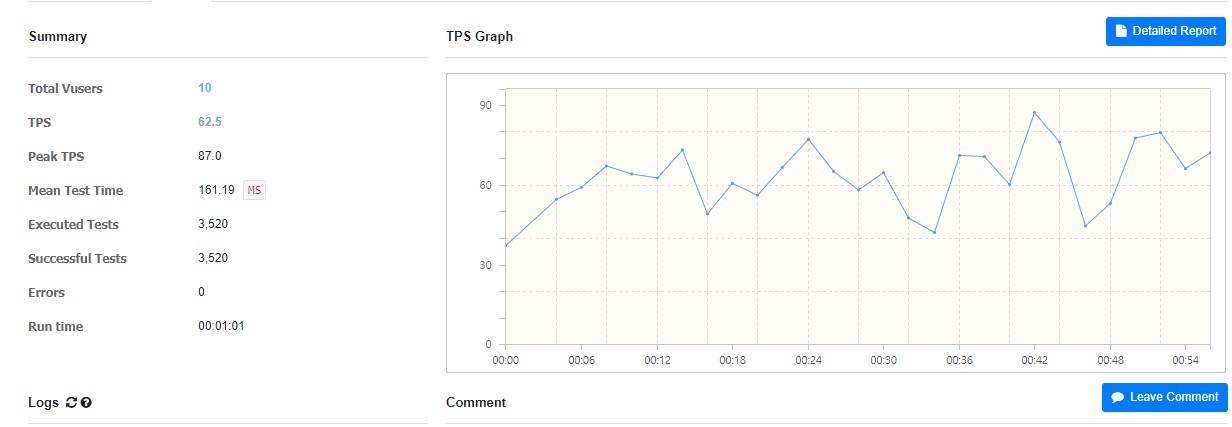 Summary
Total Vusers 10
TPS 62.5
Peak TPS 87.0
Mean Test Time 161.19 MS
Executed Tests 3,520
Successful Tests 3,520
Errors 0
Run time 00:01:01
Logs
TPS Graph
Detailed Report
90
60
30
0
00:00 00:06 00:12 00:18 00:24 00:30 00:36 00:42 00:48 00:54
Comment
Leave Comment